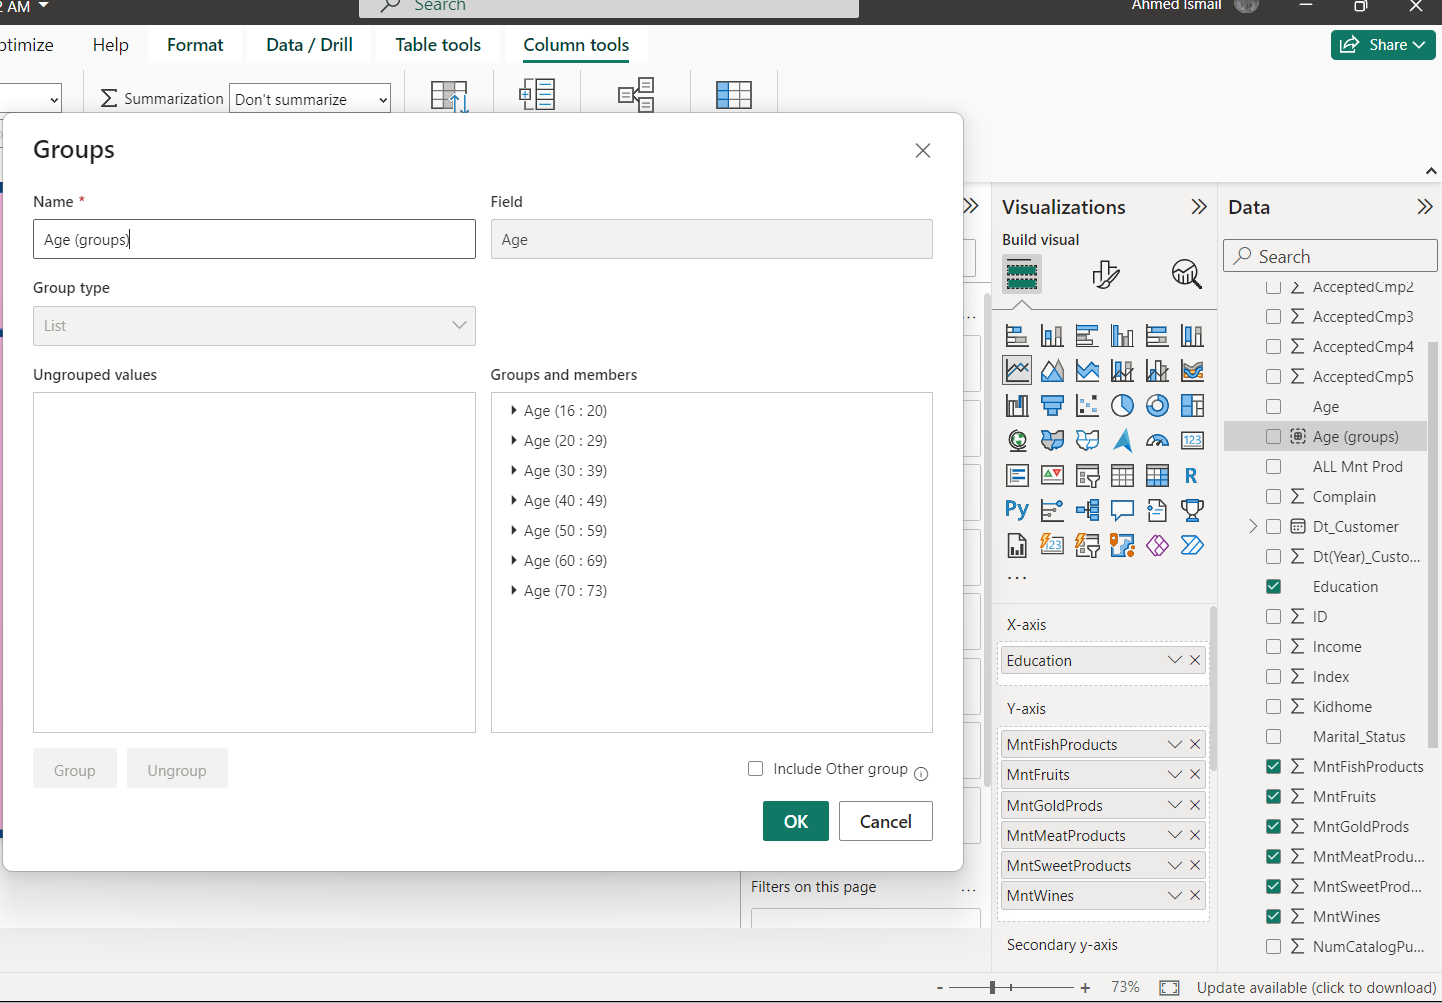 2 AM
Search
Ahmed Ismail
ptimize
Help
Format
Data / Drill
Table tools
Column tools
Share
Summarization
Don't summarize
Groups
Name *
Field
Age (groups)
Age
Group type
List
Ungrouped values
Groups and members
Age (16 : 20)
Age (20 : 29)
Age (30 : 39)
Age (40 : 49)
Age (50 : 59)
Age (60 : 69)
Age (70 : 73)
Group
Ungroup
Include Other group
OK
Cancel
Filters on this page
...
Visualizations
Build visual
123
R
Py
123
...
X-axis
Education
Y-axis
MntFishProducts
MntFruits
MntGoldProds
MntMeatProducts
MntSweetProducts
MntWines
Secondary y-axis
Data
Search
AcceptedCmp2
AcceptedCmp3
AcceptedCmp4
AcceptedCmp5
Age
Age (groups)
ALL Mnt Prod
Complain
Dt_Customer
Dt(Year)_Custo...
Education
ID
Income
Index
Kidhome
Marital_Status
MntFishProducts
MntFruits
MntGoldProds
MntMeatProdu...
MntSweetProd...
MntWines
NumCatalogPu...
- + 73%
Update available (click to download)